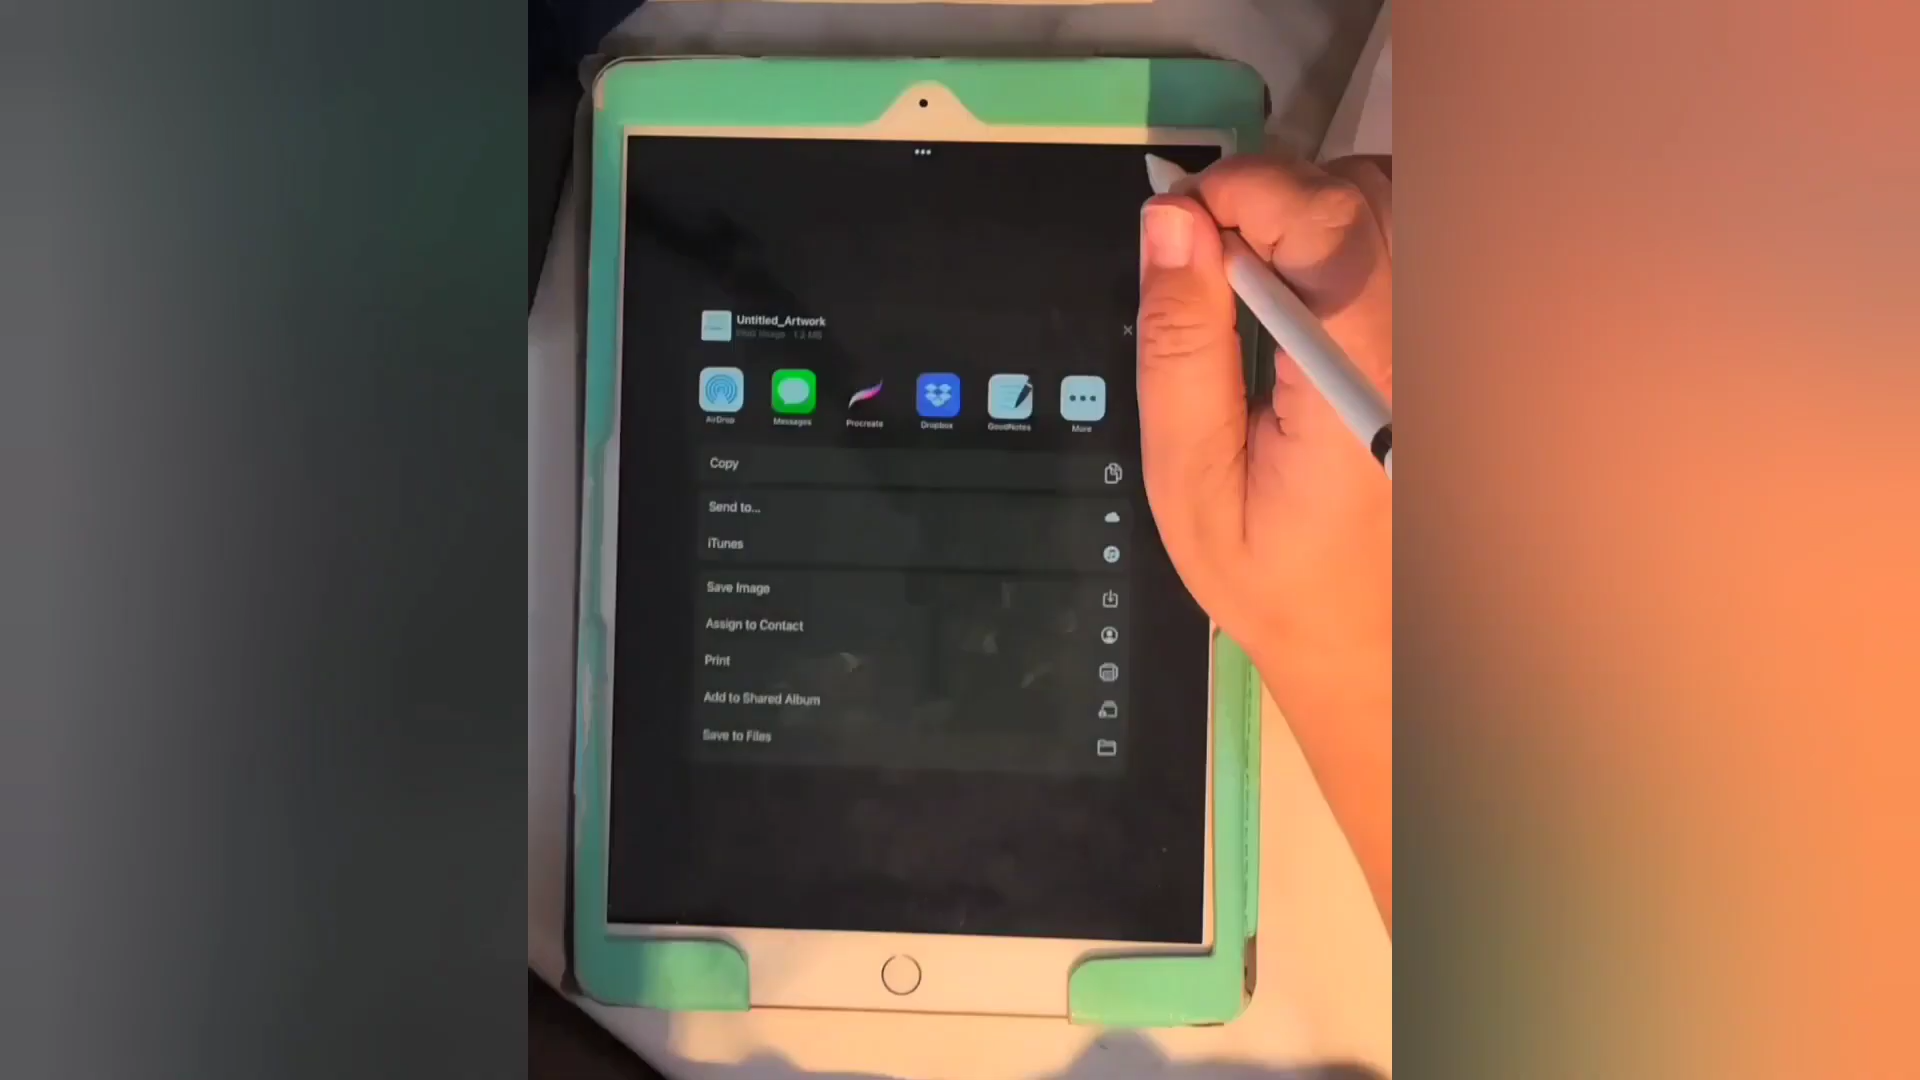 Untitled_Artwork
AirDrop
Messages
Procreate
Dropbox
GoodNotes
More
Copy
Send to...
iTunes
Save Image
Assign to Contact
Print
Add to Shared Album
Save to Files